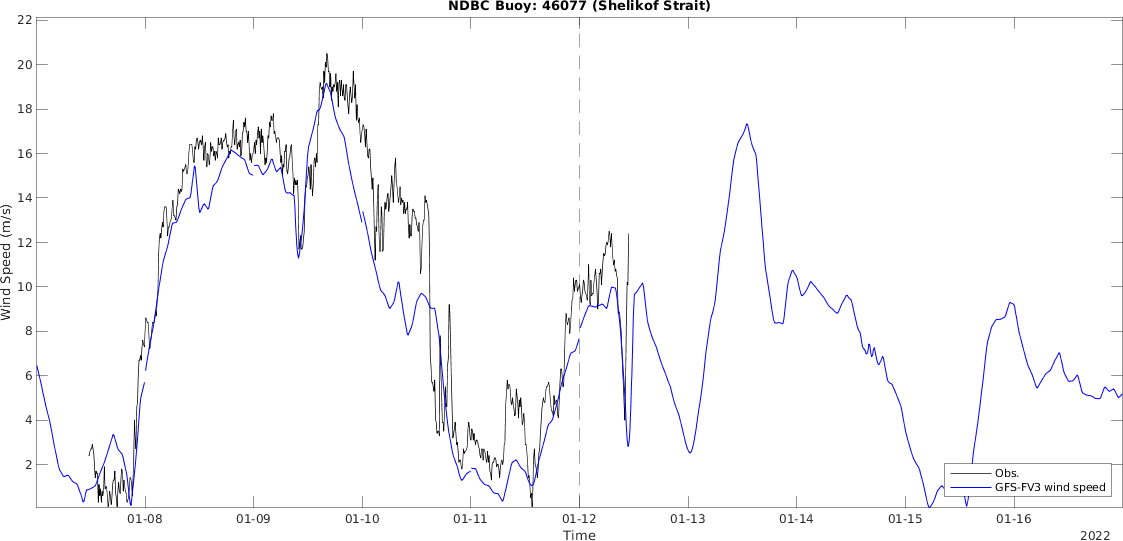 NDBC Buoy: 46077 (Shelikof Strait)
22
20
18
16
14
12
10
8
6
4
2
Wind Speed (m/s)
Obs.
GFS-FV3 wind speed
01-08 01-09 01-10 01-11 01-12 01-13 01-14 01-15 01-16
Time
2022